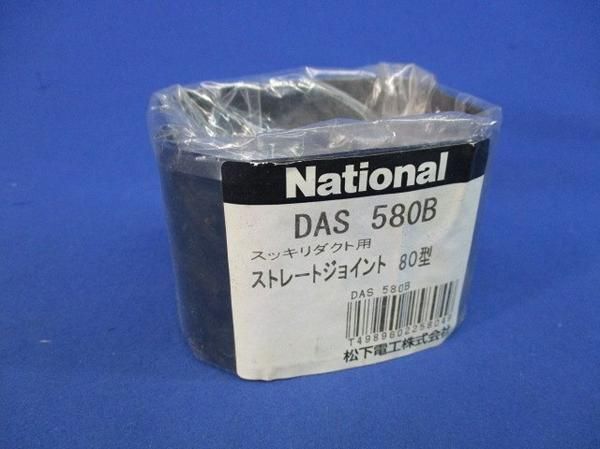 National
DAS 580B
スッキリダクト用
ストレートジョイント 80型
DAS 580B
T4989602258049
松下電工株式会社